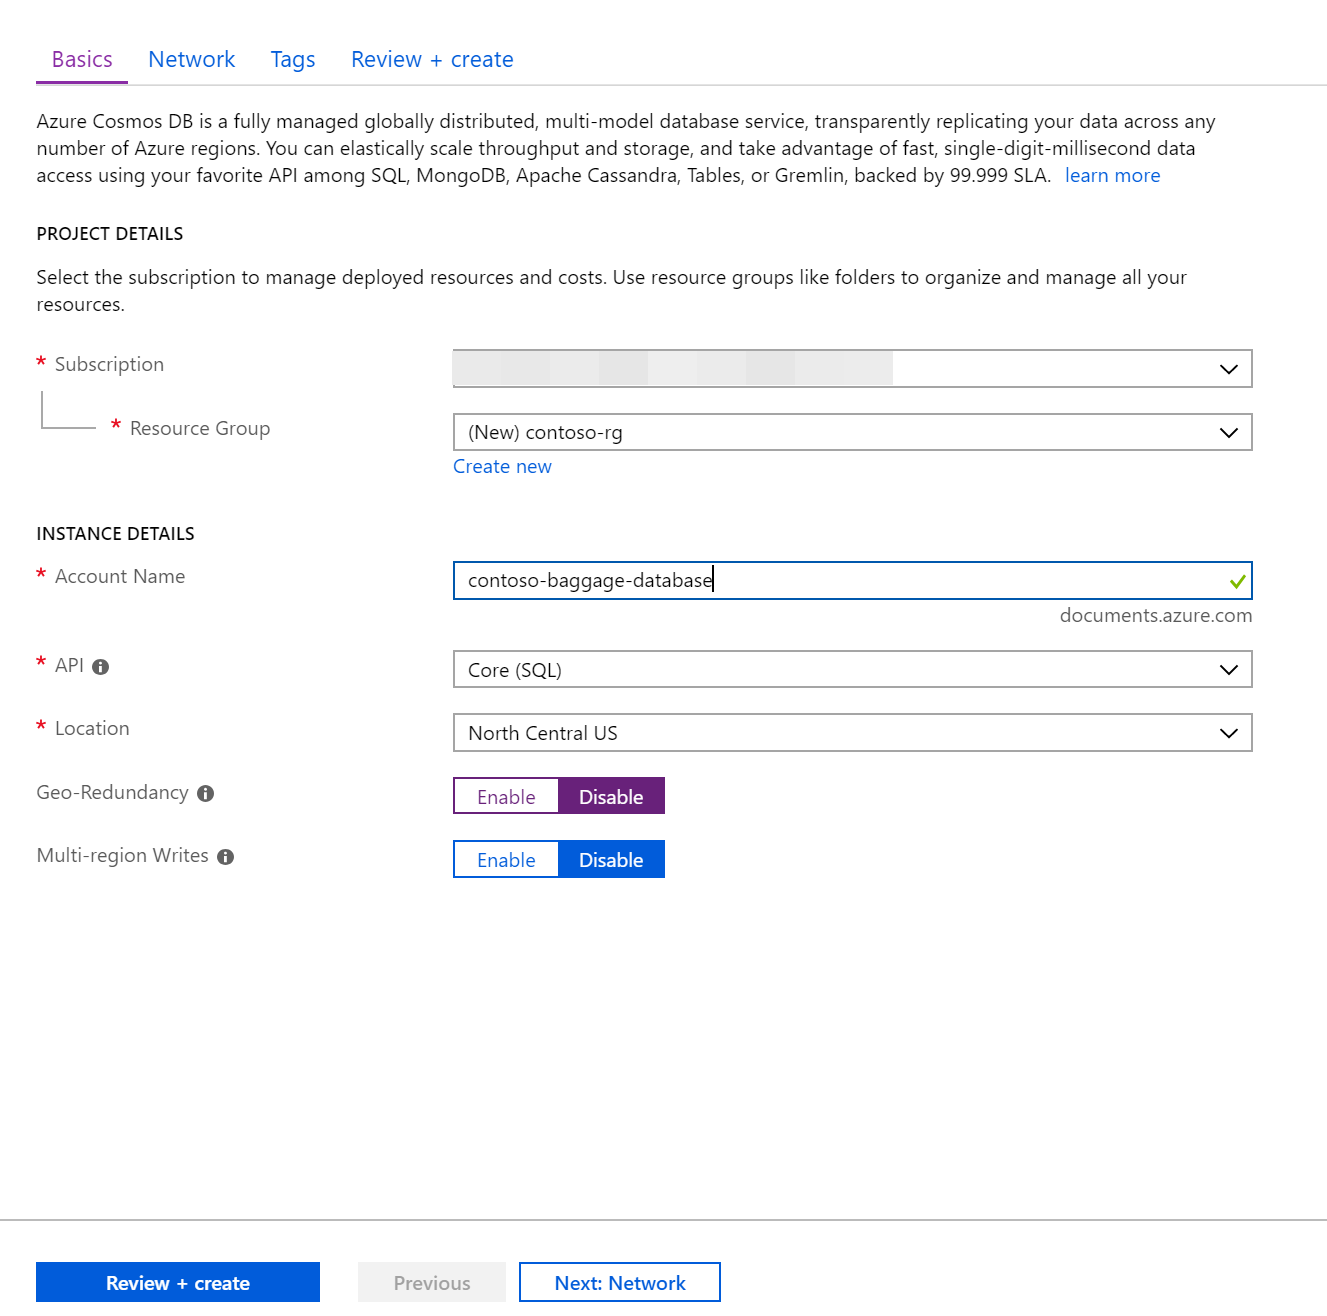 Basics Network Tags Review + create
Azure Cosmos DB is a fully managed globally distributed, multi-model database service, transparently replicating your data across any
number of Azure regions. You can elastically scale throughput and storage, and take advantage of fast, single-digit-millisecond data
access using your favorite API among SQL, MongoDB, Apache Cassandra, Tables, or Gremlin, backed by 99.999 SLA. learn more
PROJECT DETAILS
Select the subscription to manage deployed resources and costs. Use resource groups like folders to organize and manage all your
resources.
* Subscription
* Resource Group (New) contoso-rg
Create new
INSTANCE DETAILS
* Account Name contoso-baggage-database
documents.azure.com
* API Core (SQL)
* Location North Central US
Geo-Redundancy Enable Disable
Multi-region Writes Enable Disable
Review + create Previous Next: Network